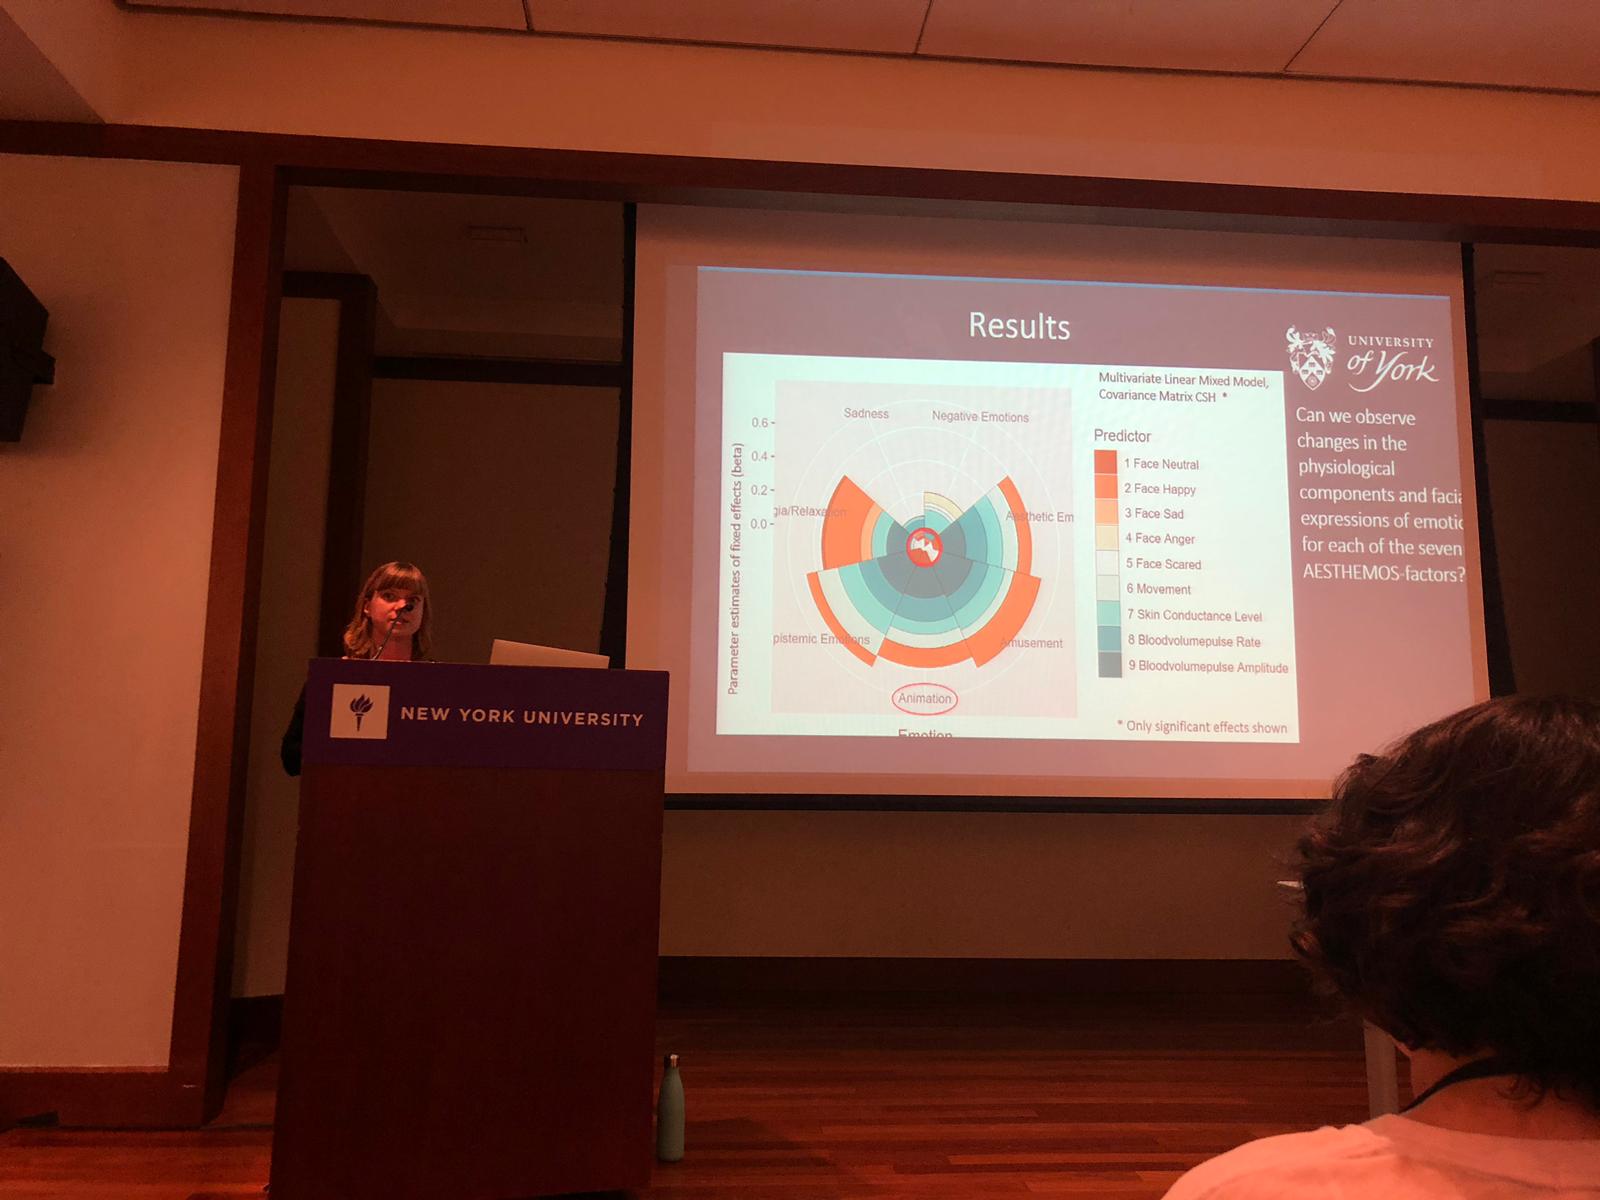 Results
UNIVERSITY
of York
Multivariate Linear Mixed Model,
Covariance Matrix CSH *
Can we observe
changes in the
physiological
components and facia
expressions of emotio
for each of the seven
AESTHEMOS-factors?
Parameter estimates of fixed effects (beta)
0.6
0.4
0.2
0.0
Sadness
Negative Emotions
gia/Relaxation
Aesthetic Em
pistemic Emotions
Amusement
Animation
Emotion
Predictor
1 Face Neutral
2 Face Happy
3 Face Sad
4 Face Anger
5 Face Scared
6 Movement
7 Skin Conductance Level
8 Bloodvolumepulse Rate
9 Bloodvolumepulse Amplitude
* Only significant effects shown
NEW YORK UNIVERSITY